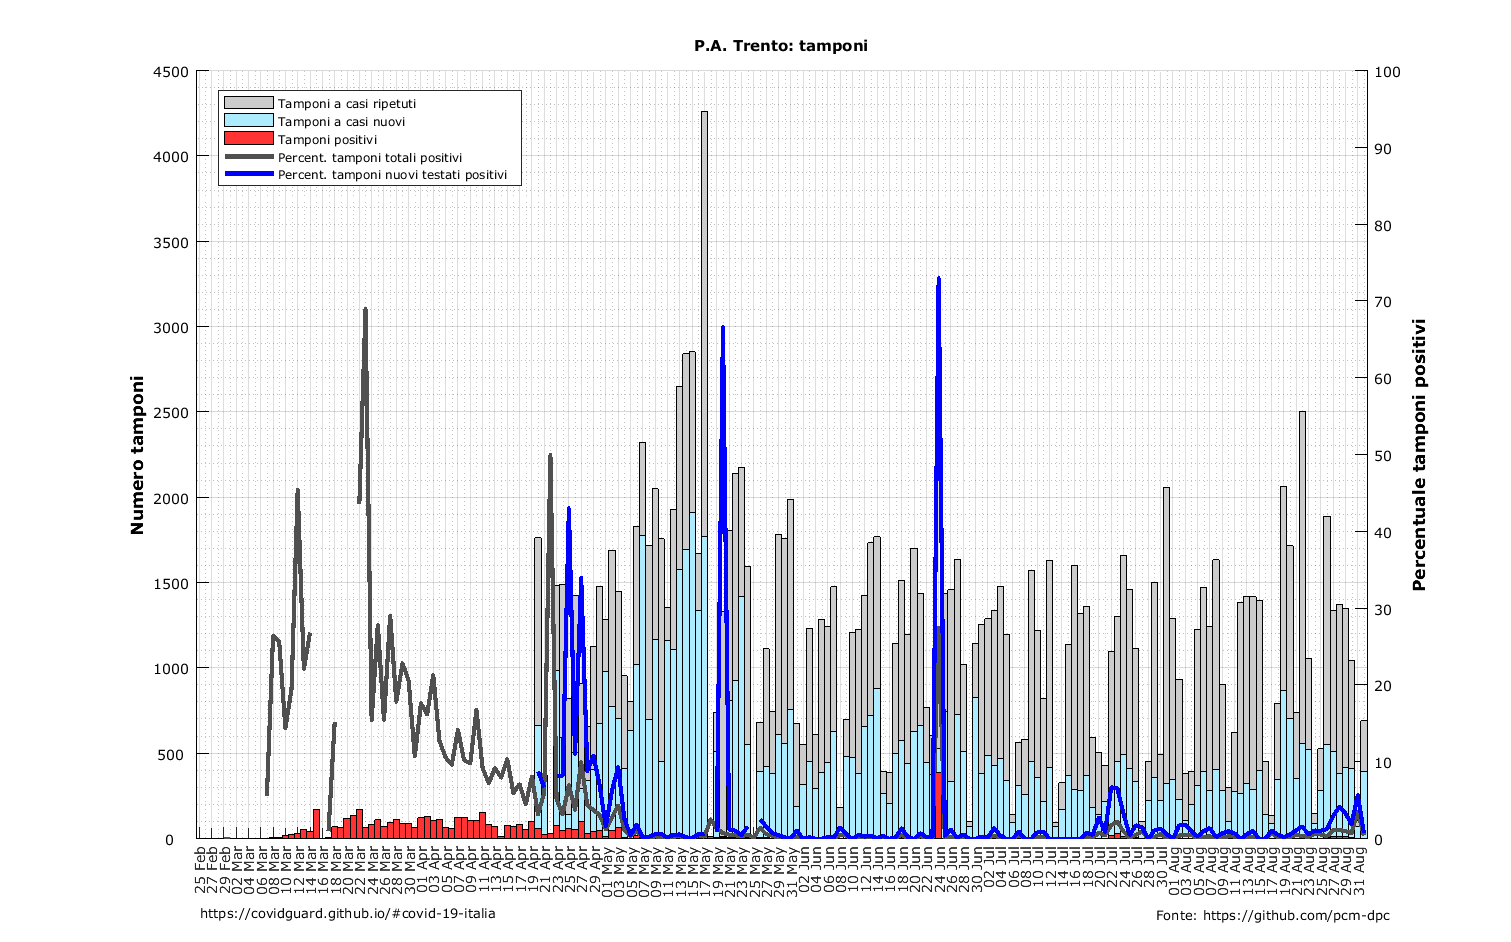 P.A. Trento: tamponi
Tamponi a casi ripetuti
Tamponi a casi nuovi
Tamponi positivi
Percent. tamponi totali positivi
Percent. tamponi nuovi testati positivi
Numero tamponi
4500
4000
3500
3000
2500
2000
1500
1000
500
0
Percentuale tamponi positivi
100
90
80
70
60
50
40
30
20
10
0
25 Feb
27 Feb
29 Feb
02 Mar
04 Mar
06 Mar
08 Mar
10 Mar
12 Mar
14 Mar
16 Mar
18 Mar
20 Mar
22 Mar
24 Mar
26 Mar
28 Mar
30 Mar
01 Apr
03 Apr
05 Apr
07 Apr
09 Apr
11 Apr
13 Apr
15 Apr
17 Apr
19 Apr
21 Apr
23 Apr
25 Apr
27 Apr
29 Apr
01 May
03 May
05 May
07 May
09 May
11 May
13 May
15 May
17 May
19 May
21 May
23 May
25 May
27 May
29 May
31 May
02 Jun
04 Jun
06 Jun
08 Jun
10 Jun
12 Jun
14 Jun
16 Jun
18 Jun
20 Jun
22 Jun
24 Jun
26 Jun
28 Jun
30 Jun
02 Jul
04 Jul
06 Jul
08 Jul
10 Jul
12 Jul
14 Jul
16 Jul
18 Jul
20 Jul
22 Jul
24 Jul
26 Jul
28 Jul
30 Jul
01 Aug
03 Aug
05 Aug
07 Aug
09 Aug
11 Aug
13 Aug
15 Aug
17 Aug
19 Aug
21 Aug
23 Aug
25 Aug
27 Aug
29 Aug
31 Aug
https://covidguard.github.io/#covid-19-italia
Fonte: https://github.com/pcm-dpc